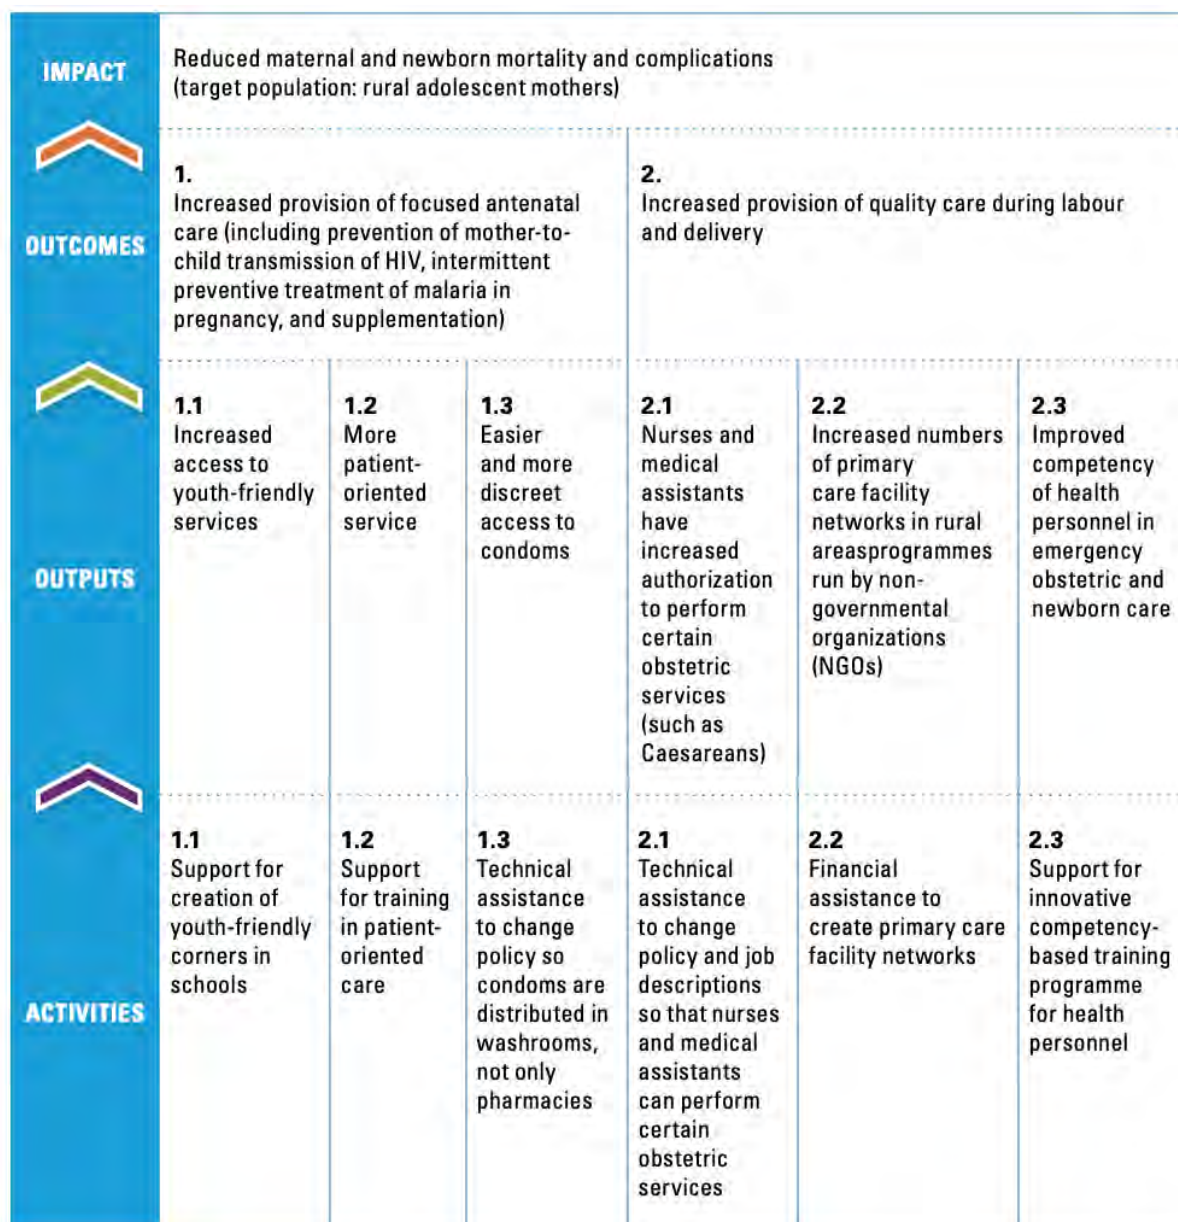 IMPACT
Reduced maternal and newborn mortality and complications
(target population: rural adolescent mothers)
OUTCOMES
1.
Increased provision of focused antenatal
care (including prevention of mother-to-
child transmission of HIV, intermittent
preventive treatment of malaria in
pregnancy, and supplementation)
2.
Increased provision of quality care during labour
and delivery
OUTPUTS
1.1
Increased
access to
youth-friendly
services
1.2
More
patient-
oriented
service
1.3
Easier
and more
discreet
access to
condoms
2.1
Nurses and
medical
assistants
have
increased
authorization
to perform
certain
obstetric
services
(such as
Caesareans)
2.2
Increased numbers
of primary
care facility
networks in rural
areasprogrammes
run by non-
governmental
organizations
(NGOs)
2.3
Improved
competency
of health
personnel in
emergency
obstetric and
newborn care
ACTIVITIES
1.1
Support for
creation of
youth-friendly
corners in
schools
1.2
Support
for training
in patient-
oriented
care
1.3
Technical
assistance
to change
policy so
condoms are
distributed in
washrooms,
not only
pharmacies
2.1
Technical
assistance
to change
policy and job
descriptions
so that nurses
and medical
assistants
can perform
certain
obstetric
services
2.2
Financial
assistance to
create primary care
facility networks
2.3
Support for
innovative
competency-
based training
programme
for health
personnel